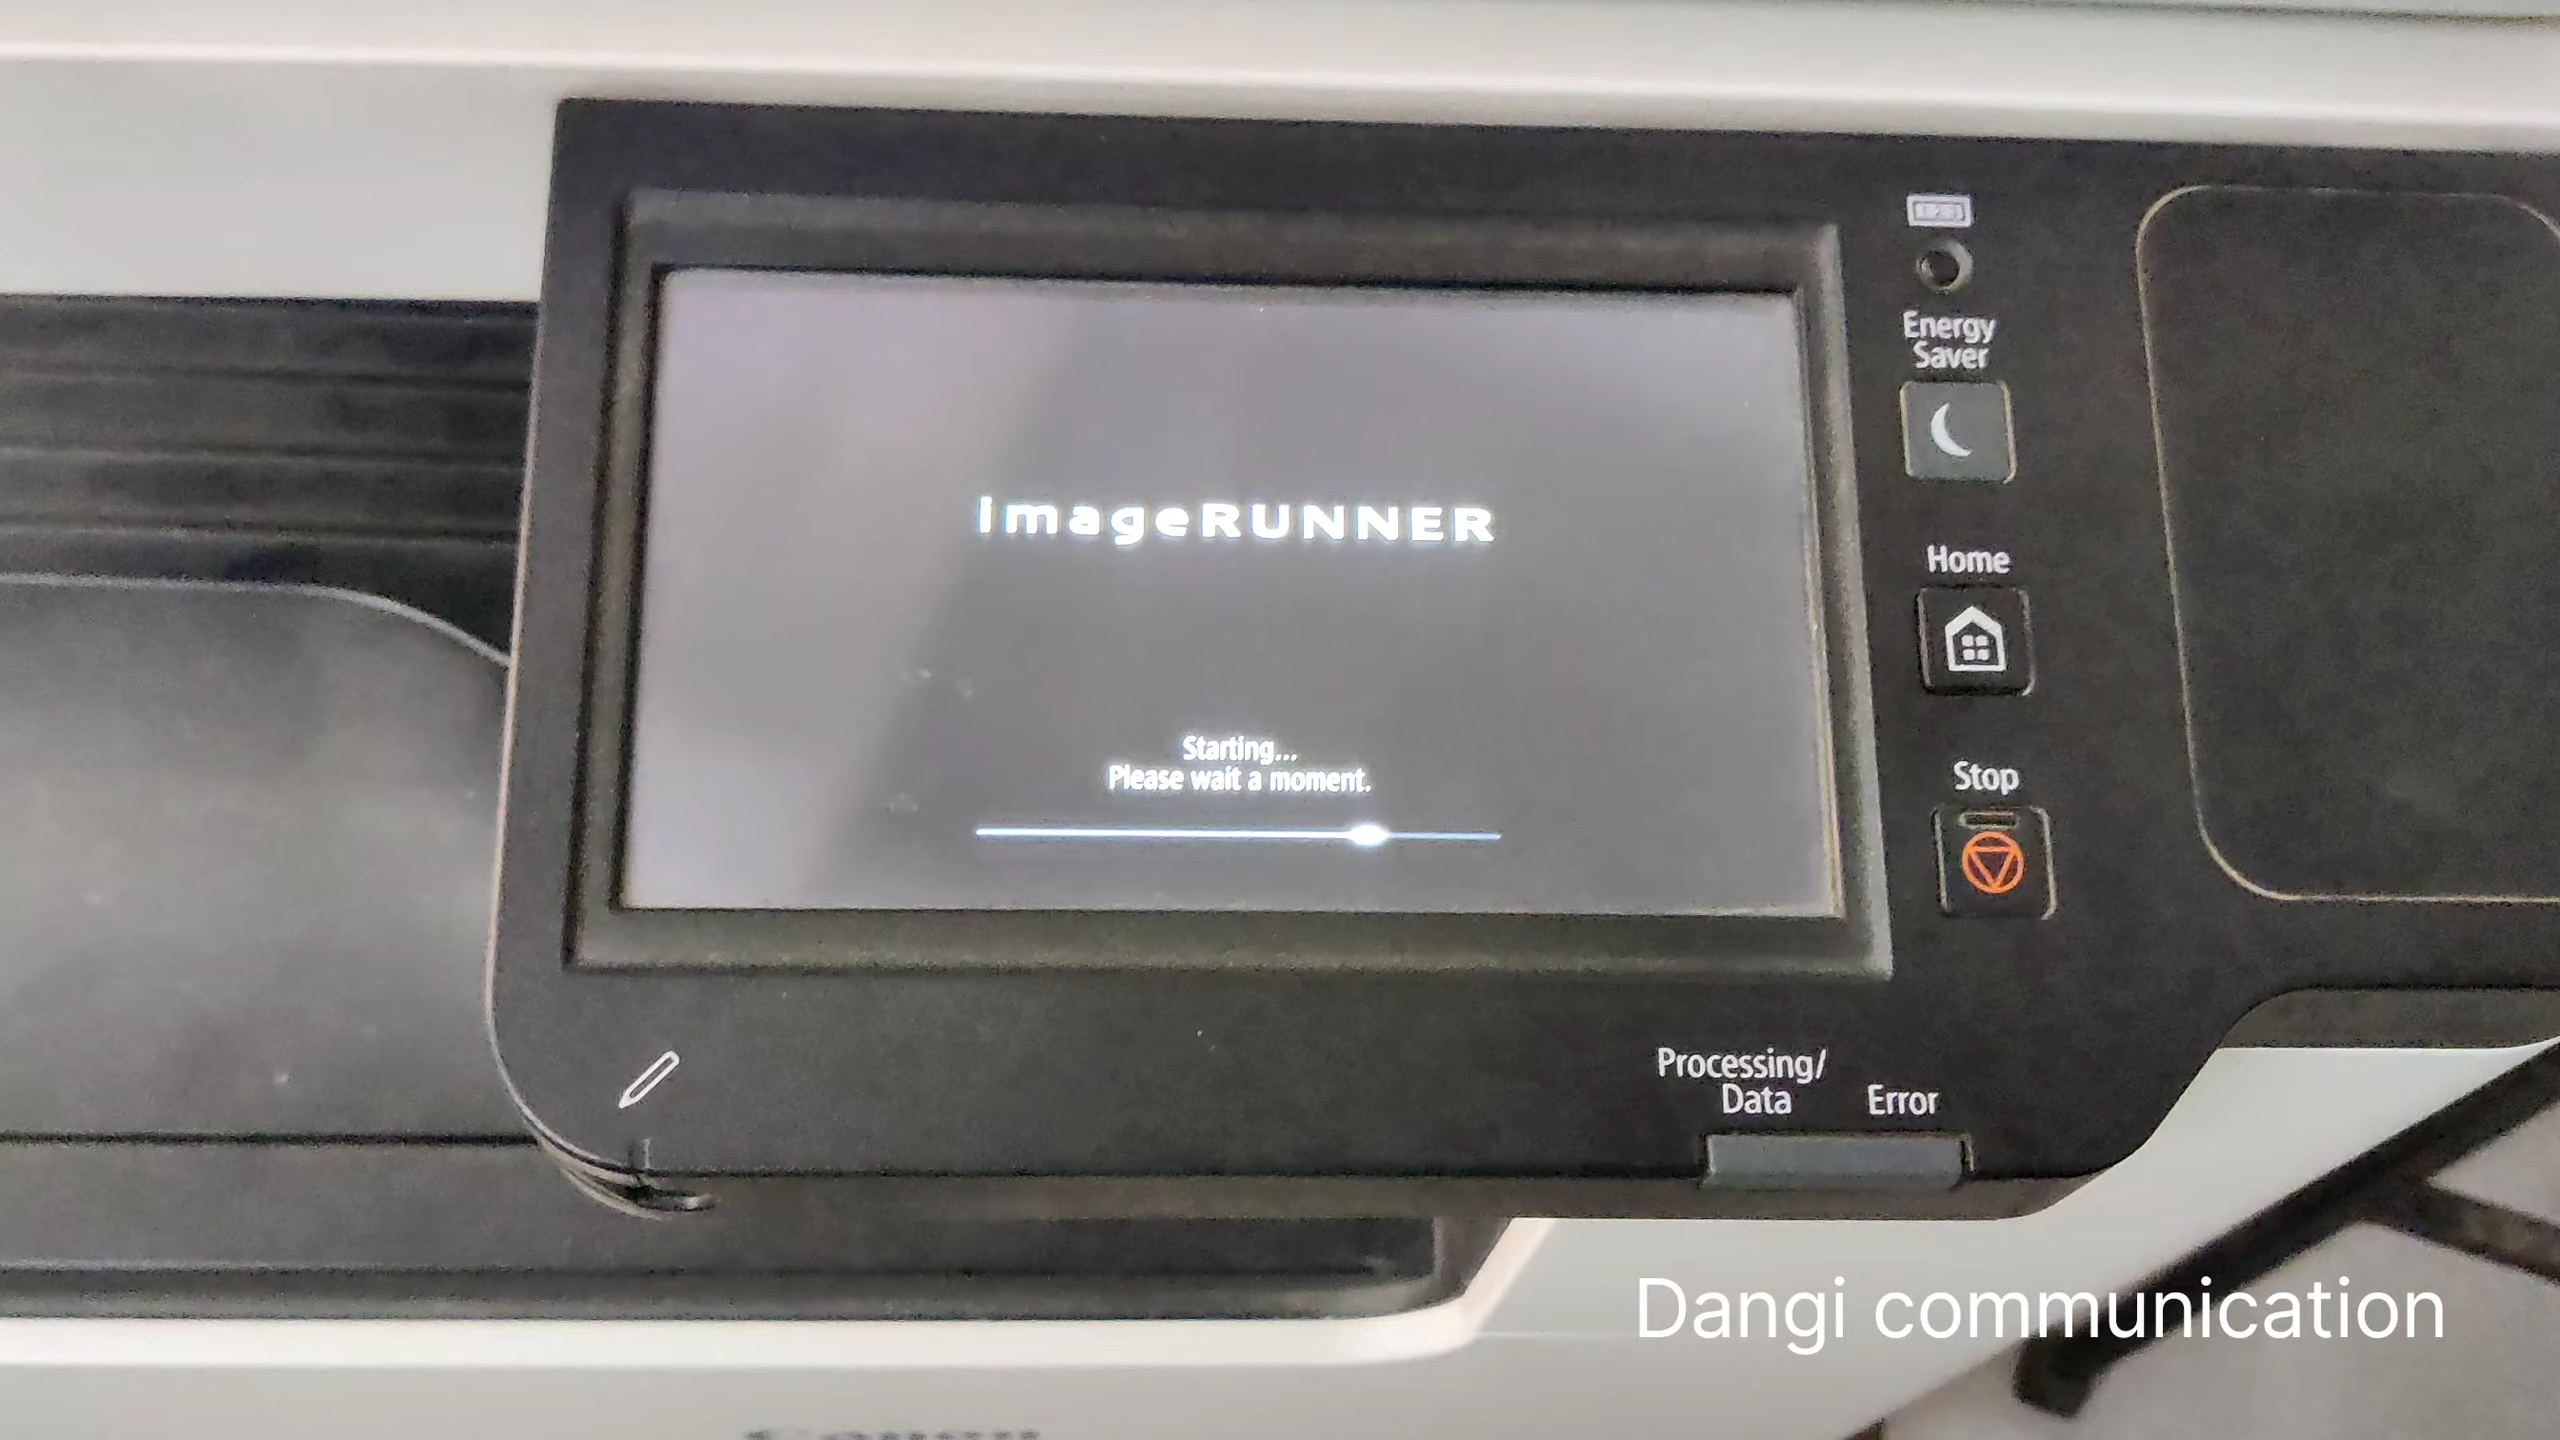 imageRUNNER
Starting...
Please wait a moment.
Energy
Saver
Home
Stop
Processing/
Data
Error
Dangi communication